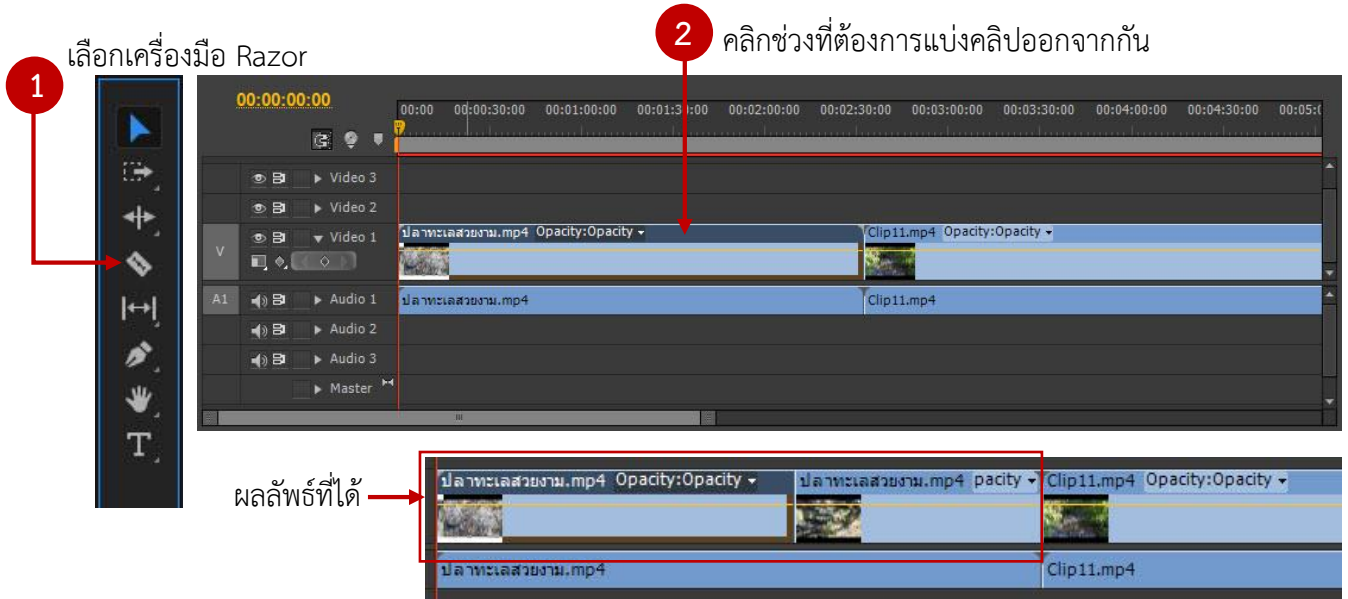 2 คลิกช่วงที่ต้องการแบ่งคลิปออกจากกัน
เลือกเครื่องมือ Razor
1
00:00:00:00
00:00 00:00:30:00 00:01:00:00 00:01:30:00 00:02:00:00 00:02:30:00 00:03:00:00 00:03:30:00 00:04:00:00 00:04:30:00 00:05:0
Video 3
Video 2
V Video 1 ปลาทะเลสวยงาม.mp4 Opacity:Opacity Clip11.mp4 Opacity:Opacity
A1 Audio 1 ปลาทะเลสวยงาม.mp4 Clip11.mp4
Audio 2
Audio 3
Master
T
ผลลัพธ์ที่ได้
ปลาทะเลสวยงาม.mp4 Opacity:Opacity ปลาทะเลสวยงาม.mp4 pacity Clip11.mp4 Opacity:Opacity
ปลาทะเลสวยงาม.mp4 Clip11.mp4